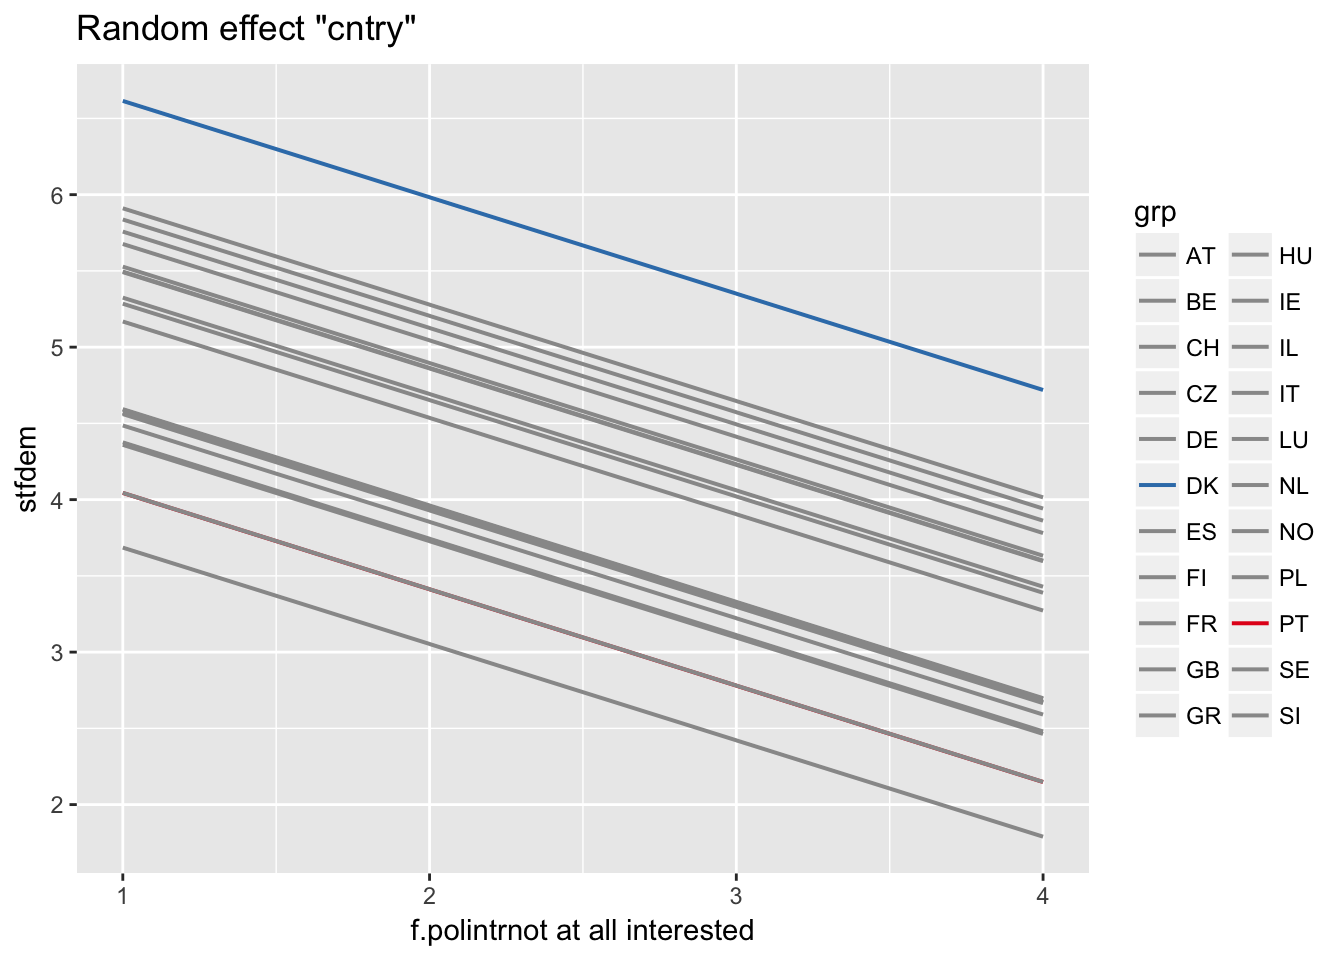 Random effect "cntry"
6
5
4
3
2
stfdem
1 2 3 4
f.polintrnot at all interested
grp
AT HU
BE IE
CH IL
CZ IT
DE LU
DK NL
ES NO
FI PL
FR PT
GB SE
GR SI